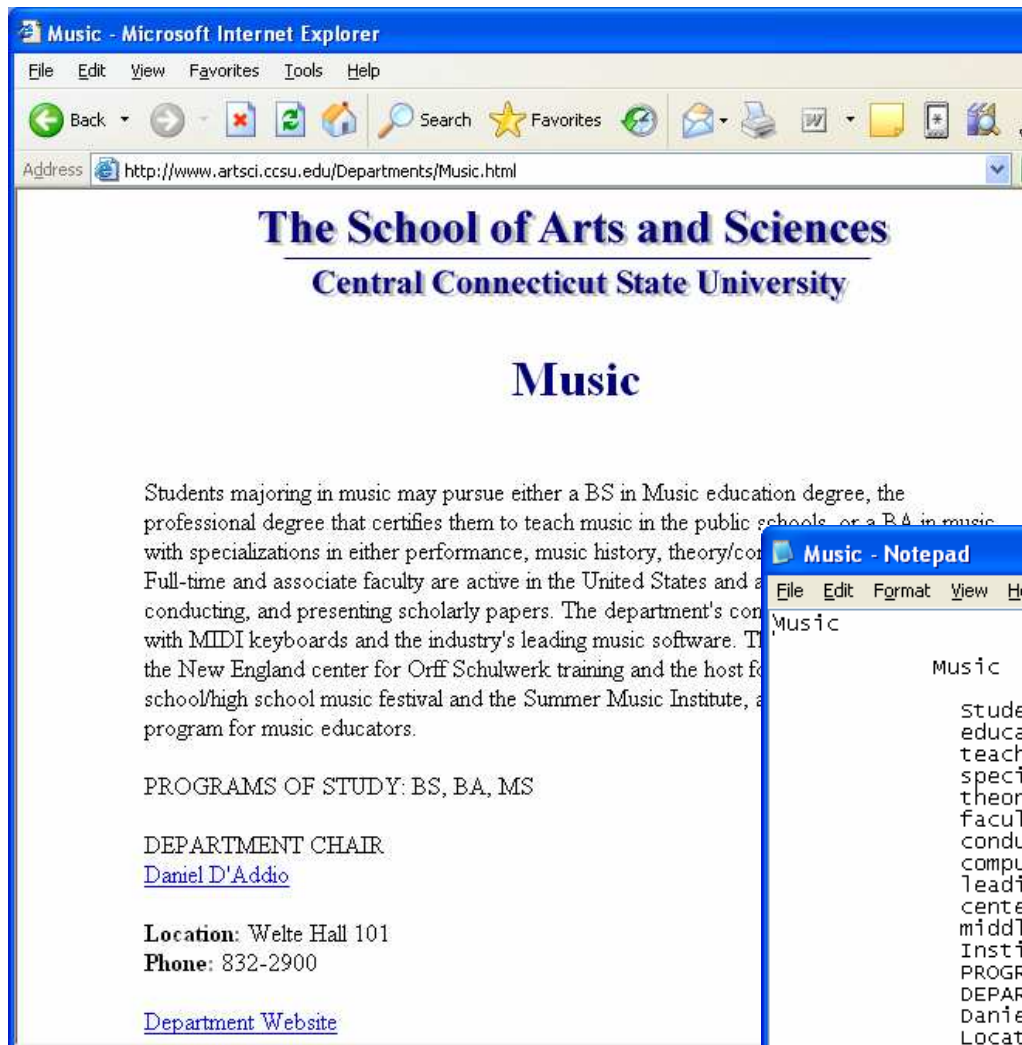 Music - Microsoft Internet Explorer
File Edit View Favorites Tools Help
Back Search Favorites
Address http://www.artsci.ccsu.edu/Departments/Music.html
The School of Arts and Sciences
Central Connecticut State University
Music
Students majoring in music may pursue either a BS in Music education degree, the
professional degree that certifies them to teach music in the public schools, or a BA in music
with specializations in either performance, music history, theory/
Full-time and associate faculty are active in the United States and
conducting, and presenting scholarly papers. The department's
with MIDI keyboards and the industry's leading music software.
the New England center for Orff Schulwerk training and the host
school/high school music festival and the Summer Music Institute,
program for music educators.
PROGRAMS OF STUDY: BS, BA, MS
DEPARTMENT CHAIR
Daniel D'Addio
Location: Welte Hall 101
Phone: 832-2900
Department Website
Music - Notepad
File Edit Format View
Music
Music